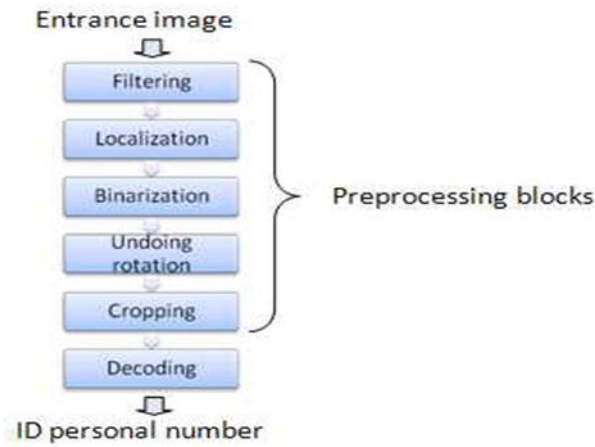 Entrance image
Filtering
Localization
Binarization
Undoing
rotation
Cropping
Decoding
ID personal number
Preprocessing blocks